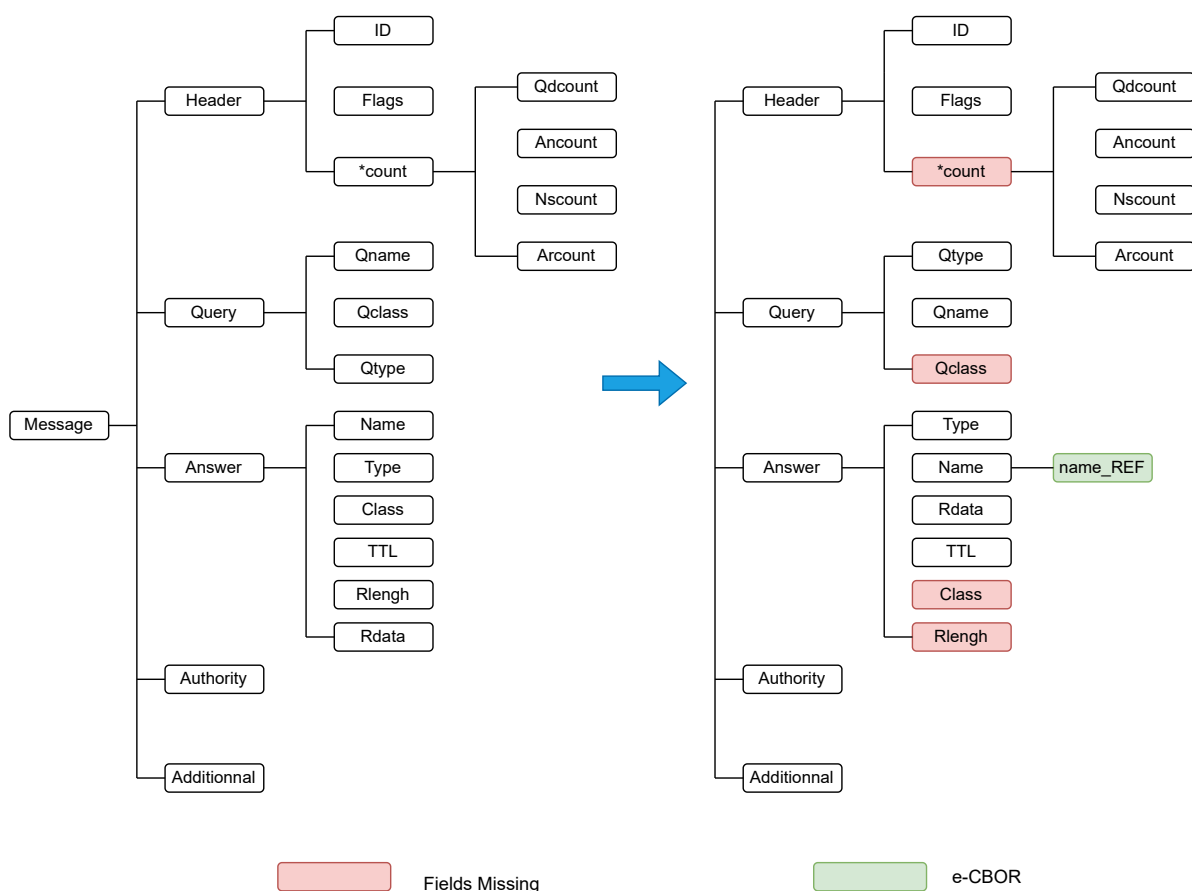 ID
Header
Flags
Qdcount
*count
Ancount
Nscount
Arcount
Qname
Query
Qclass
Qtype
Message
Name
Answer
Type
Class
TTL
Rlengh
Rdata
Authority
Additionnal
ID
Header
Flags
Qdcount
*count
Ancount
Nscount
Arcount
Qtype
Query
Qname
Qclass
Type
Answer
Name
name_REF
Rdata
TTL
Class
Rlengh
Authority
Additionnal
Fields Missing
e-CBOR